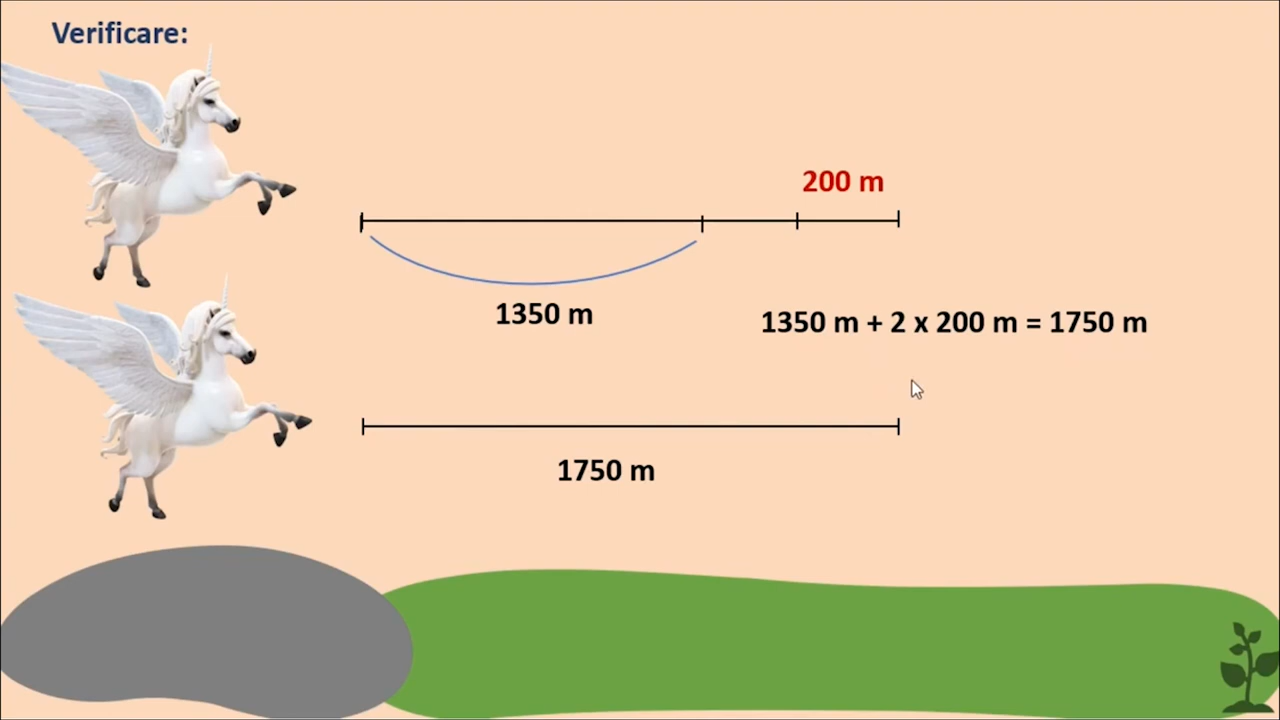 Verificare:
200 m
1350 m
1350 m + 2 x 200 m = 1750 m
1750 m